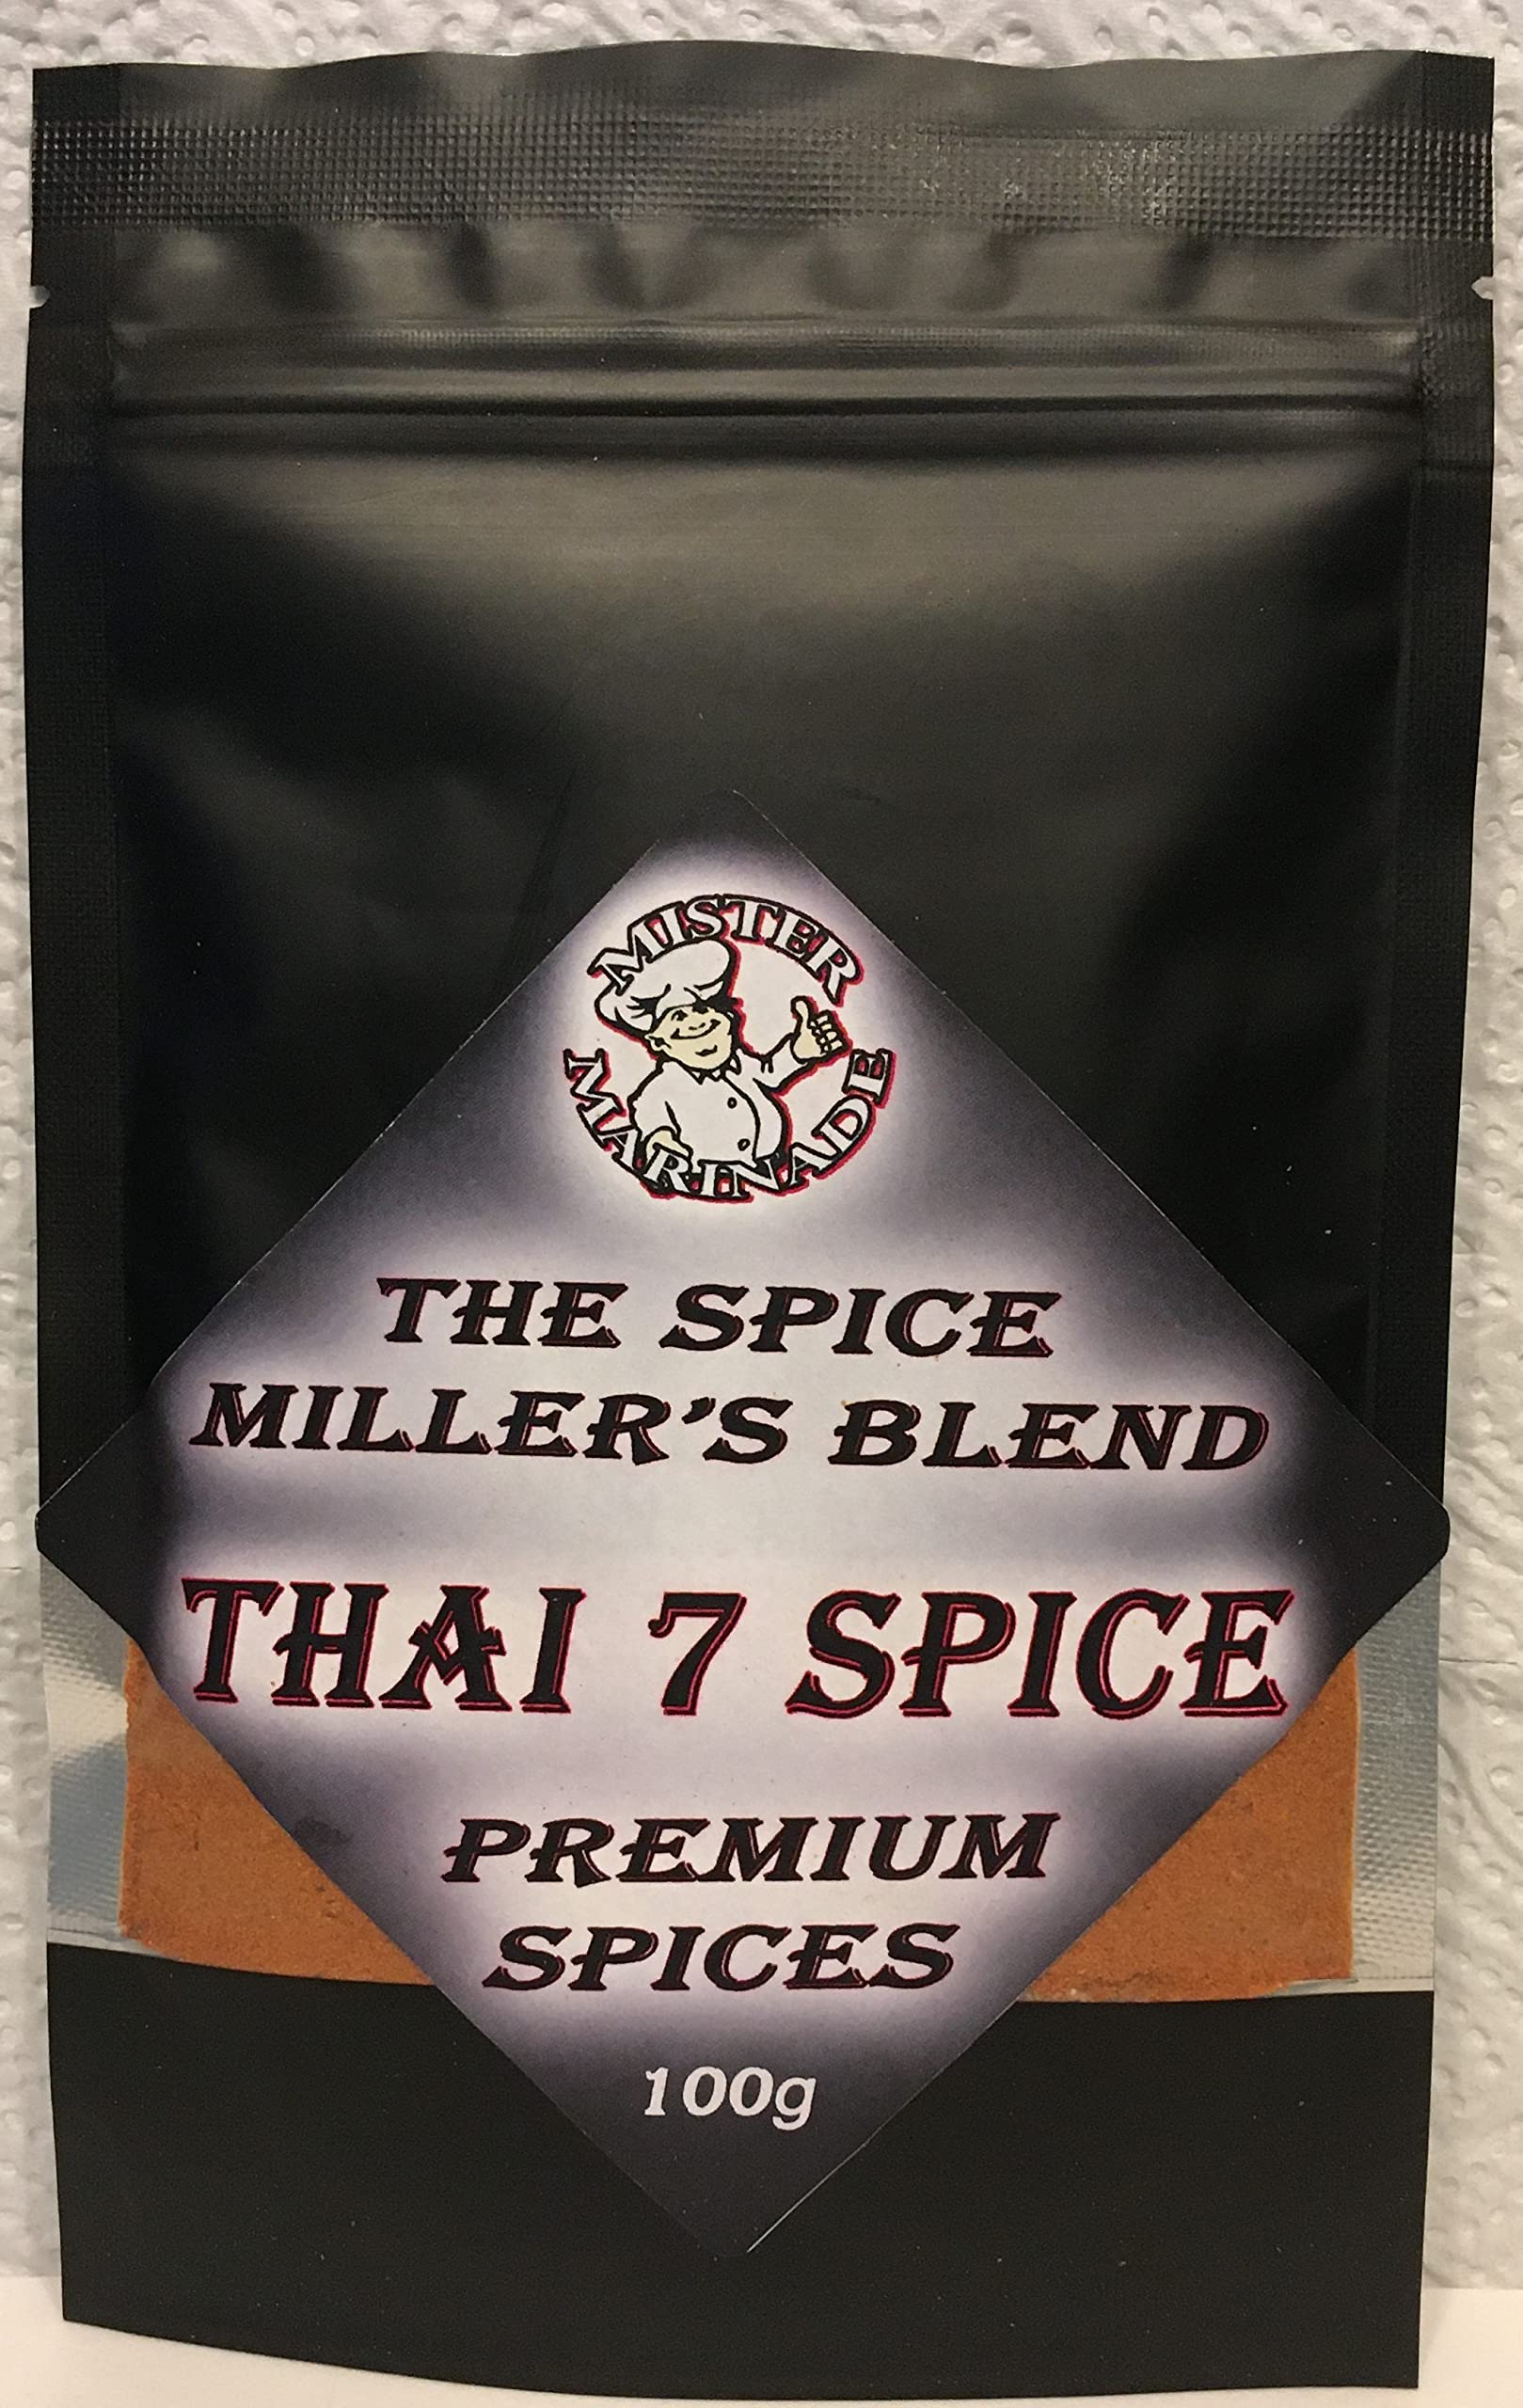 MISTER
MARINADE
THE SPICE
MILLER'S BLEND
THAI 7 SPICE
PREMIUM
SPICES
100g